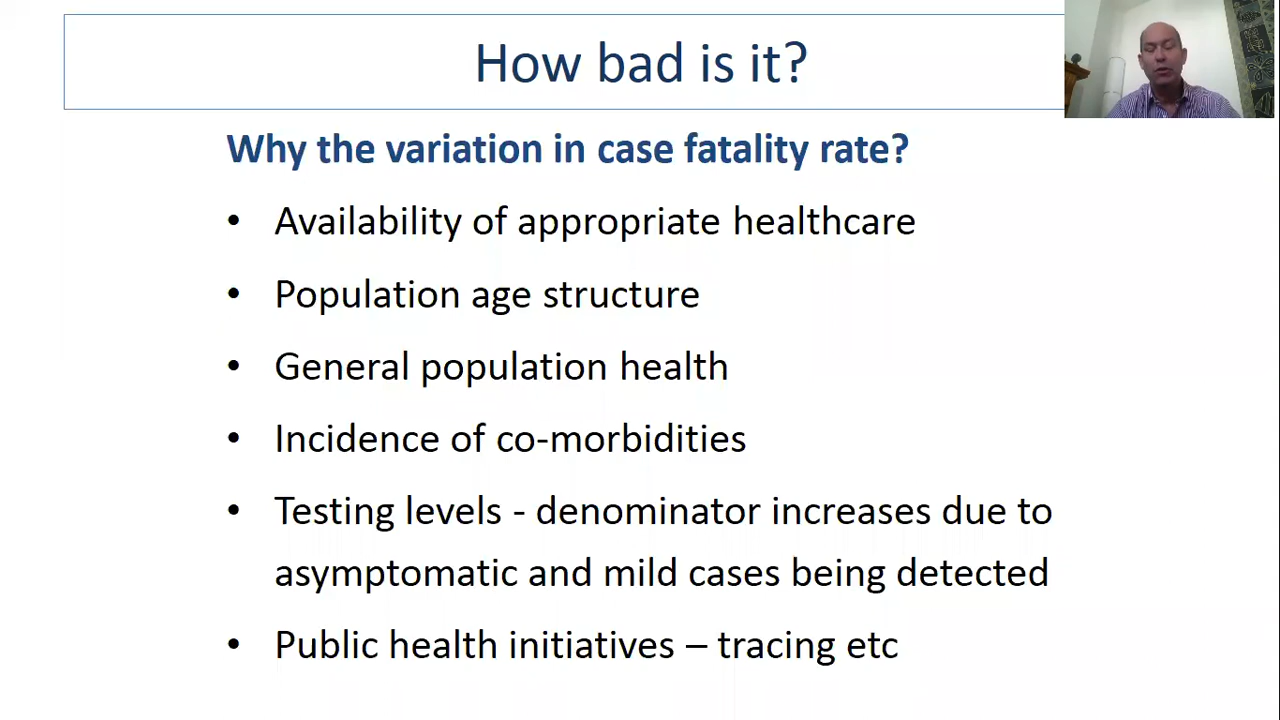 How bad is it?
Why the variation in case fatality rate?
• Availability of appropriate healthcare
• Population age structure
• General population health
• Incidence of co-morbidities
• Testing levels - denominator increases due to
asymptomatic and mild cases being detected
• Public health initiatives – tracing etc